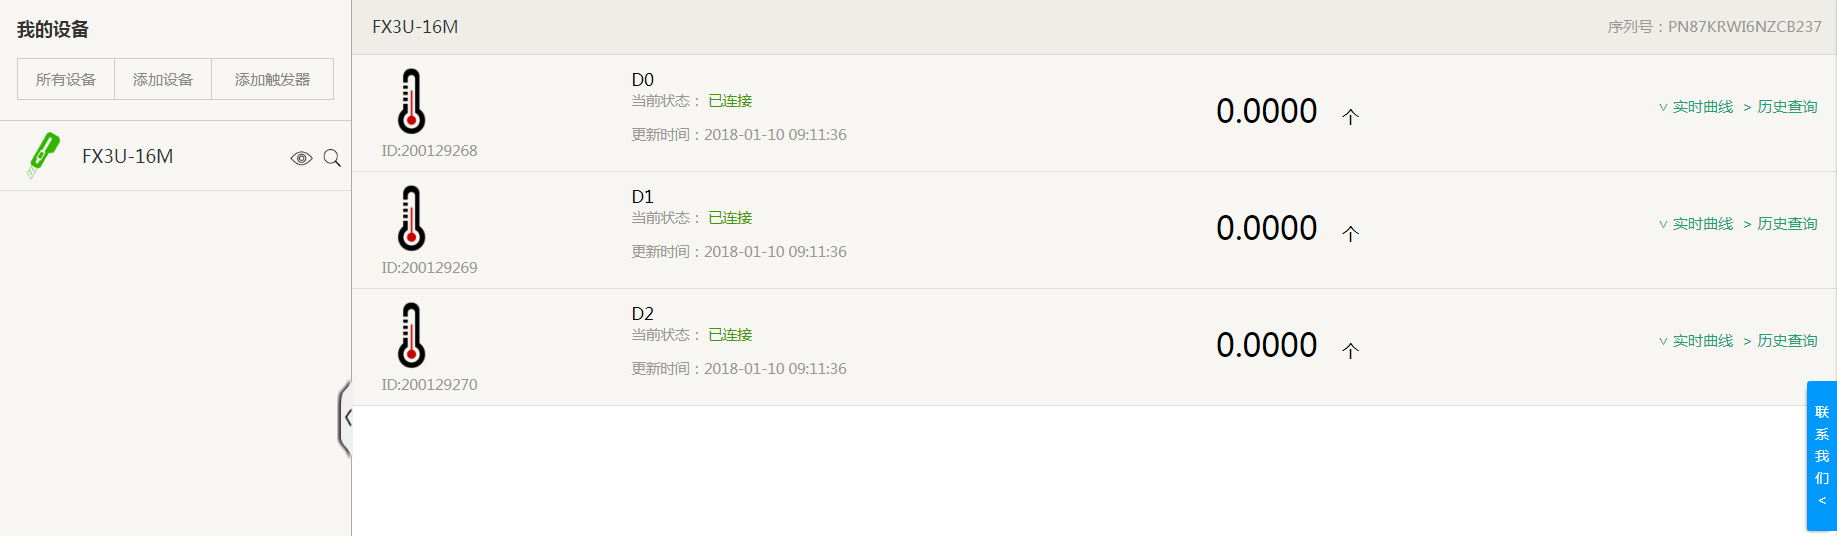 我的设备
所有设备 添加设备 添加触发器
FX3U-16M
FX3U-16M 序列号：PN87KRWI6NZCB237
D0
当前状态： 已连接
更新时间：2018-01-10 09:11:36
ID:200129268
0.0000 个
∨ 实时曲线 > 历史查询
D1
当前状态： 已连接
更新时间：2018-01-10 09:11:36
ID:200129269
0.0000 个
∨ 实时曲线 > 历史查询
D2
当前状态： 已连接
更新时间：2018-01-10 09:11:36
ID:200129270
0.0000 个
∨ 实时曲线 > 历史查询
联系我们 <